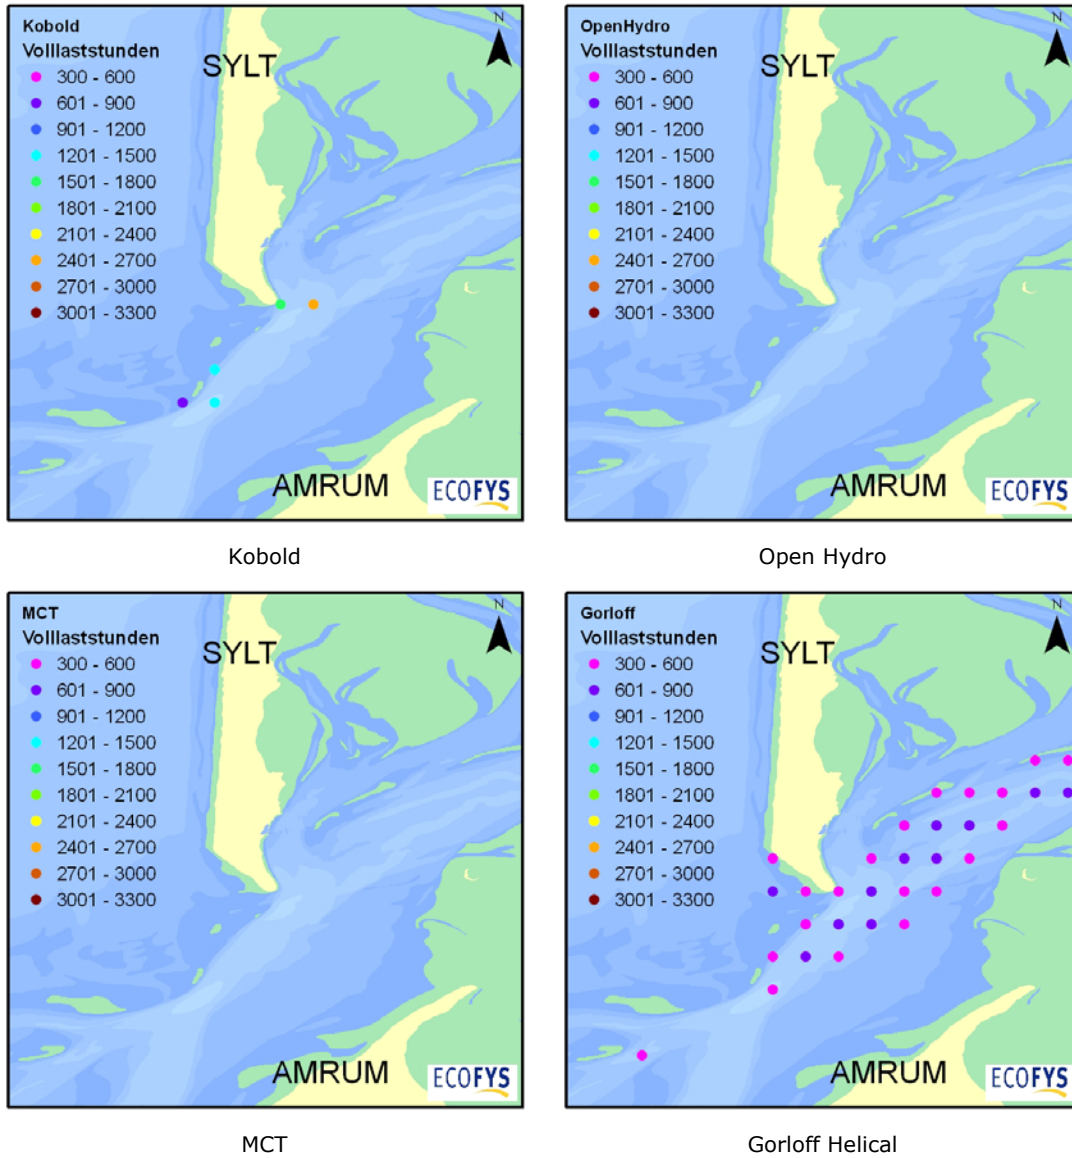 Kobold
Volllaststunden
300 - 600
601 - 900
901 - 1200
1201 - 1500
1501 - 1800
1801 - 2100
2101 - 2400
2401 - 2700
2701 - 3000
3001 - 3300
SYLT
N
AMRUM
ECOFYS
Kobold
OpenHydro
Volllaststunden
300 - 600
601 - 900
901 - 1200
1201 - 1500
1501 - 1800
1801 - 2100
2101 - 2400
2401 - 2700
2701 - 3000
3001 - 3300
SYLT
N
AMRUM
ECOFYS
Open Hydro
MCT
Volllaststunden
300 - 600
601 - 900
901 - 1200
1201 - 1500
1501 - 1800
1801 - 2100
2101 - 2400
2401 - 2700
2701 - 3000
3001 - 3300
SYLT
N
AMRUM
ECOFYS
MCT
Gorloff
Volllaststunden
300 - 600
601 - 900
901 - 1200
1201 - 1500
1501 - 1800
1801 - 2100
2101 - 2400
2401 - 2700
2701 - 3000
3001 - 3300
SYLT
N
AMRUM
ECOFYS
Gorloff Helical